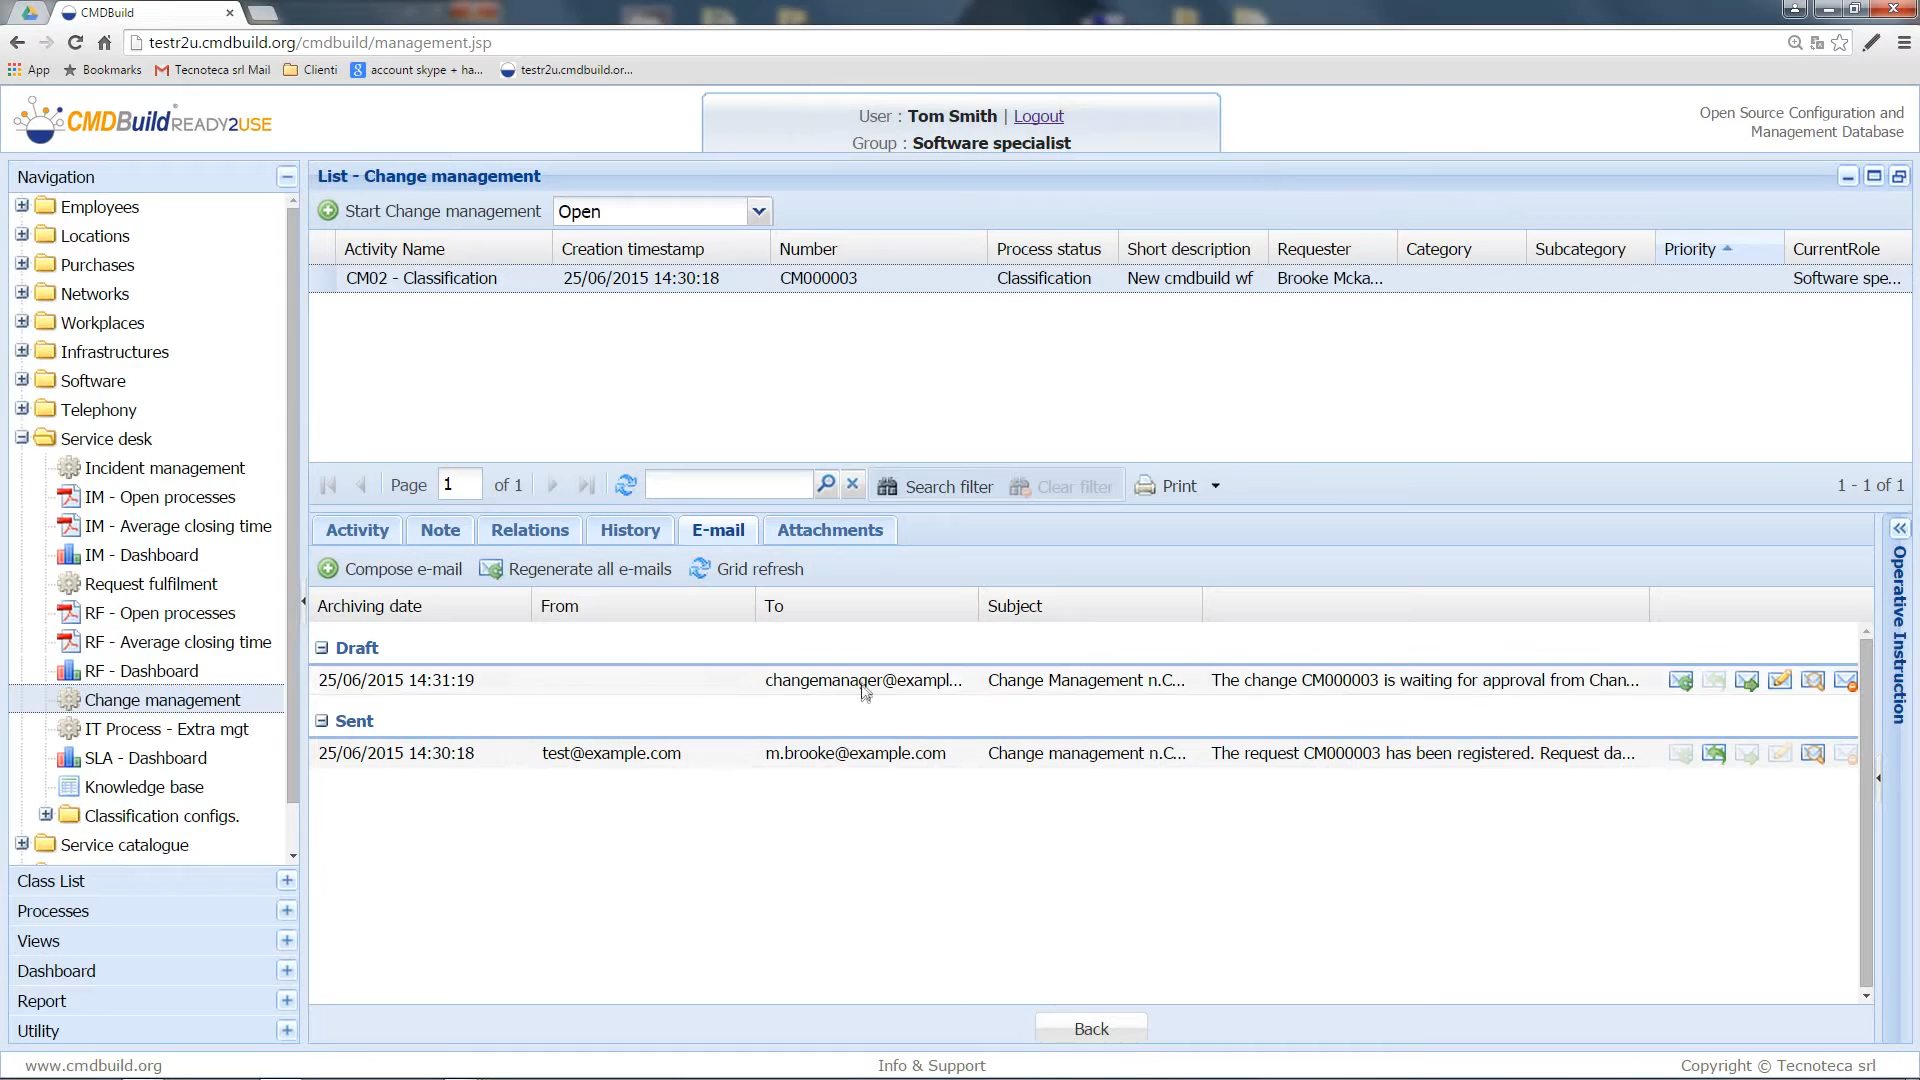 CMDBuild
testr2u.cmdbuild.org/cmdbuild/management.jsp
App Bookmarks Tecnoteca srl Mail Clienti account skype + ha... testr2u.cmdbuild.or...
CMDBuild READY2USE
User : Tom Smith | Logout
Group : Software specialist
Open Source Configuration and
Management Database
Navigation
Employees
Locations
Purchases
Networks
Workplaces
Infrastructures
Software
Telephony
Service desk
Incident management
IM - Open processes
IM - Average closing time
IM - Dashboard
Request fulfilment
RF - Open processes
RF - Average closing time
RF - Dashboard
Change management
IT Process - Extra mgt
SLA - Dashboard
Knowledge base
Classification configs.
Service catalogue
Class List
Processes
Views
Dashboard
Report
Utility
List - Change management
Start Change management Open
Activity Name Creation timestamp Number Process status Short description Requester Category Subcategory Priority CurrentRole
CM02 - Classification 25/06/2015 14:30:18 CM000003 Classification New cmdbuild wf Brooke Mcka... Software spe...
Page 1 of 1 Search filter Clear filter Print 1 - 1 of 1
Activity Note Relations History E-mail Attachments
Compose e-mail Regenerate all e-mails Grid refresh
Archiving date From To Subject
Draft
25/06/2015 14:31:19 changemanager@exampl... Change Management n.C... The change CM000003 is waiting for approval from Chan...
Sent
25/06/2015 14:30:18 test@example.com m.brooke@example.com Change management n.C... The request CM000003 has been registered. Request da...
Operative Instruction
Back
www.cmdbuild.org Info & Support Copyright © Tecnoteca srl